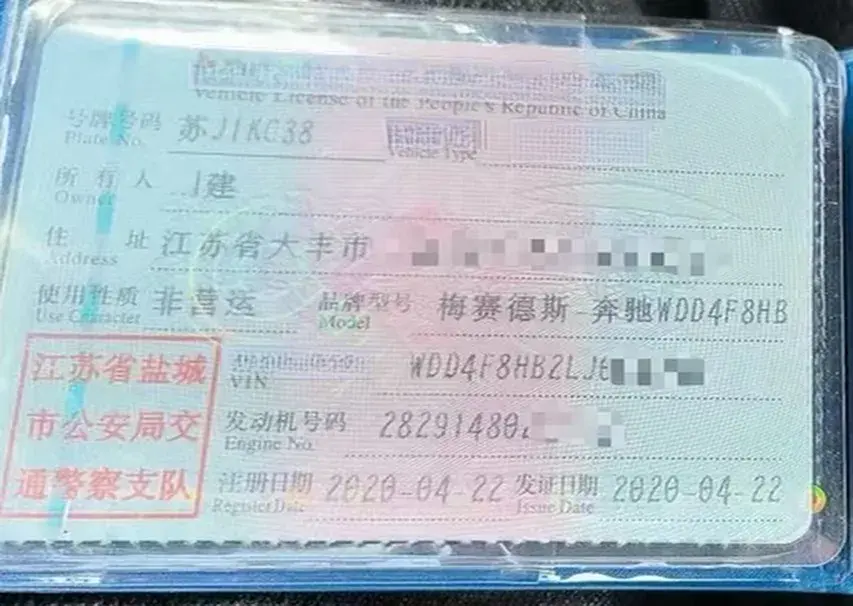 Vehicle License of the People's Republic of China
号牌号码 苏J1KC38
Plate No. Vehicle Type
所有人 建
Owner
住址 江苏省大丰市
Address
使用性质 非营运 品牌型号 梅赛德斯-奔驰WDD4F8HB
Use Character Model
江苏省盐城 WDD4F8HB2LJ6
VIN
市公安局交 发动机号码 28291480
Engine No.
通警察支队 注册日期 2020-04-22 发证日期 2020-04-22
Register Date Issue Date